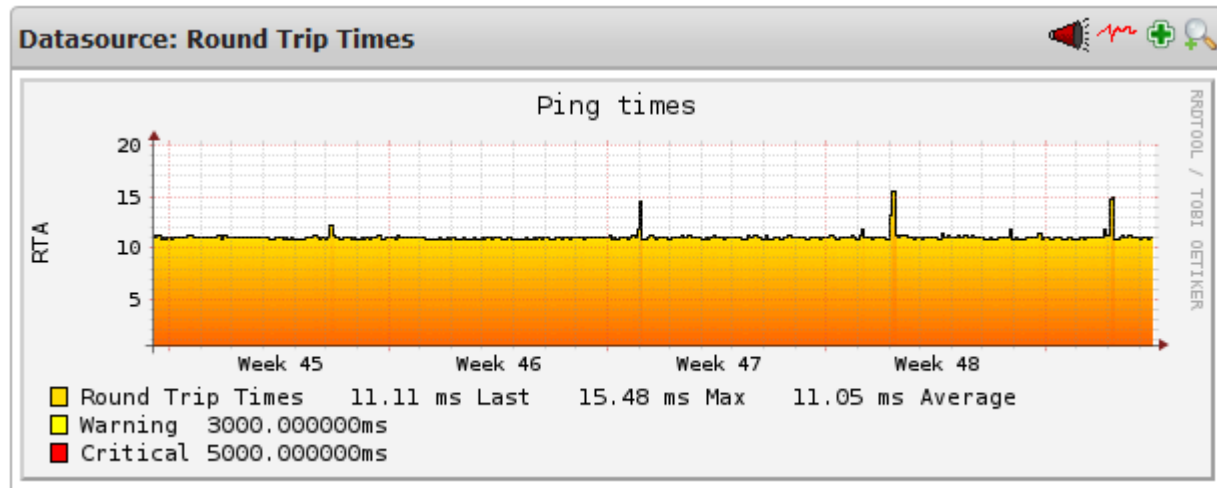 Datasource: Round Trip Times
Ping times
20
15
10
5
RTA
Week 45 Week 46 Week 47 Week 48
Round Trip Times 11.11 ms Last 15.48 ms Max 11.05 ms Average
Warning 3000.000000ms
Critical 5000.000000ms
RRDTOOL / TOBI OETIKER